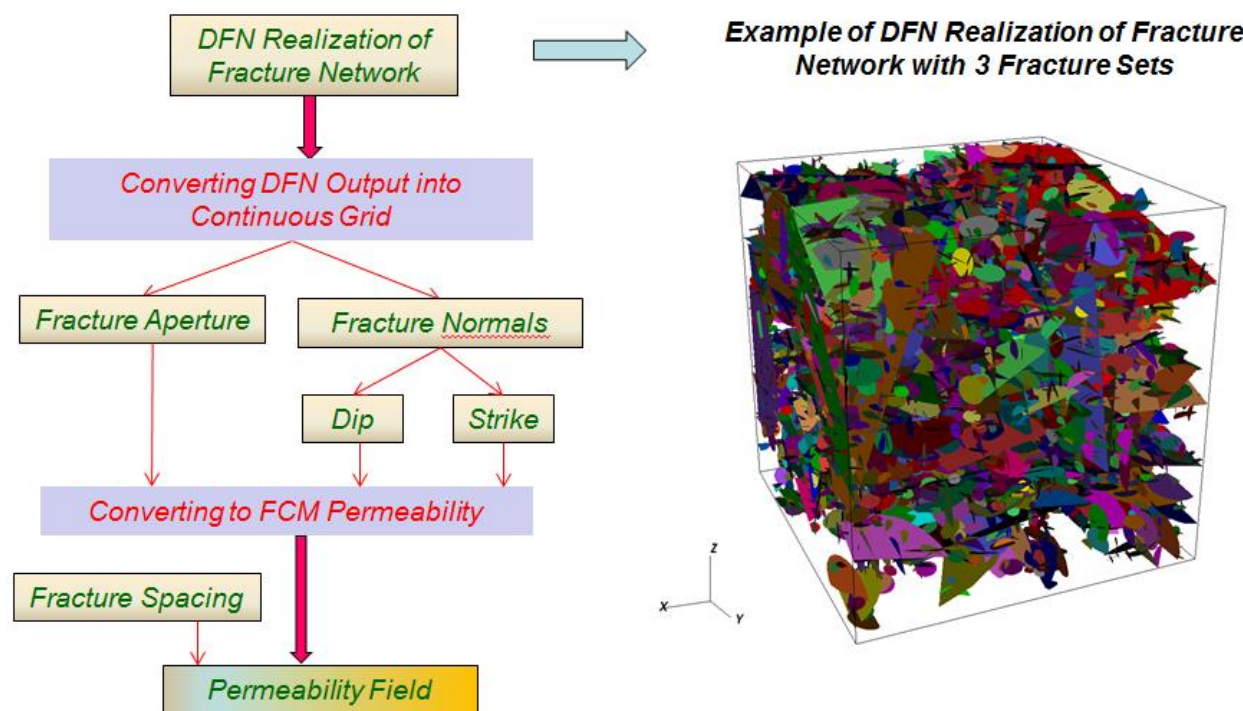 DFN Realization of
Fracture Network
Example of DFN Realization of Fracture
Network with 3 Fracture Sets
Converting DFN Output into
Continuous Grid
Fracture Aperture
Fracture Normals
Dip
Strike
Converting to FCM Permeability
Fracture Spacing
Permeability Field
Z
X
Y